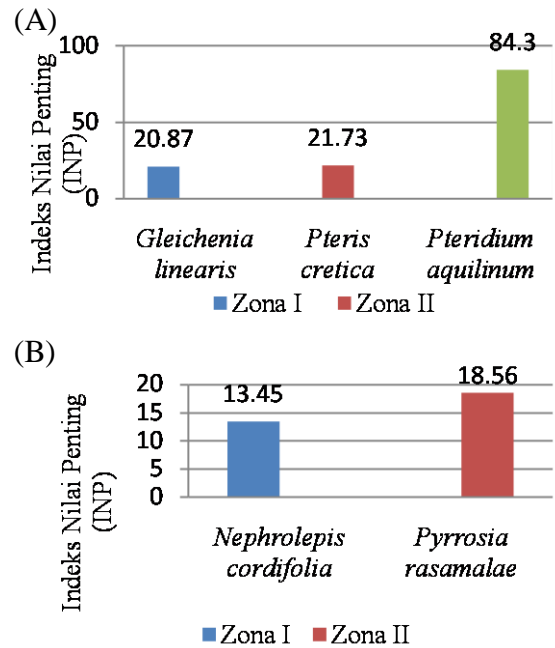 (A)
Indeks Nilai Penting
(INP)
100
50
0
20.87
21.73
84.3
Gleichenia
linearis
Pteris
cretica
Pteridium
aquilinum
Zona I
Zona II
(B)
Indeks Nilai Penting
(INP)
20
15
10
5
0
13.45
18.56
Nephrolepis
cordifolia
Pyrrosia
rasamalae
Zona I
Zona II